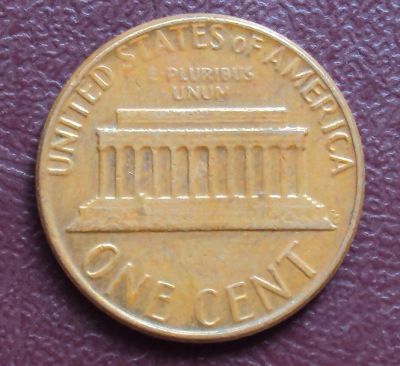 UNITED STATES OF AMERICA
E PLURIBUS
UNUM
ONE CENT